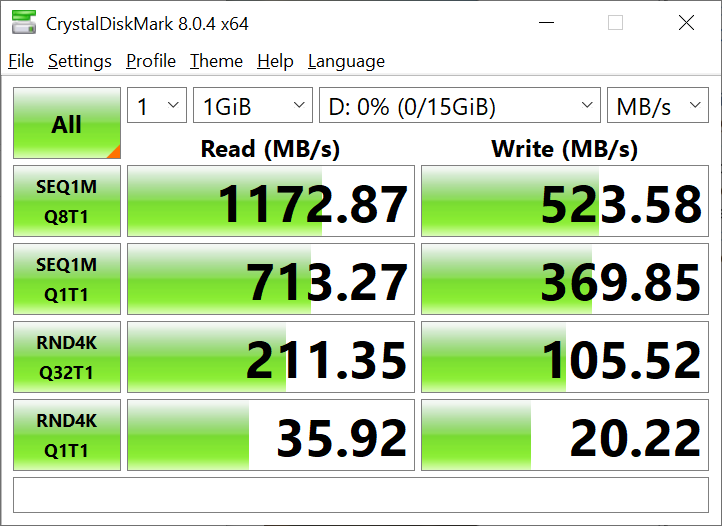 CrystalDiskMark 8.0.4 x64
File Settings Profile Theme Help Language
All 1 1GiB D: 0% (0/15GiB) MB/s
Read (MB/s) Write (MB/s)
SEQ1M
Q8T1
1172.87 523.58
SEQ1M
Q1T1
713.27 369.85
RND4K
Q32T1
211.35 105.52
RND4K
Q1T1
35.92 20.22